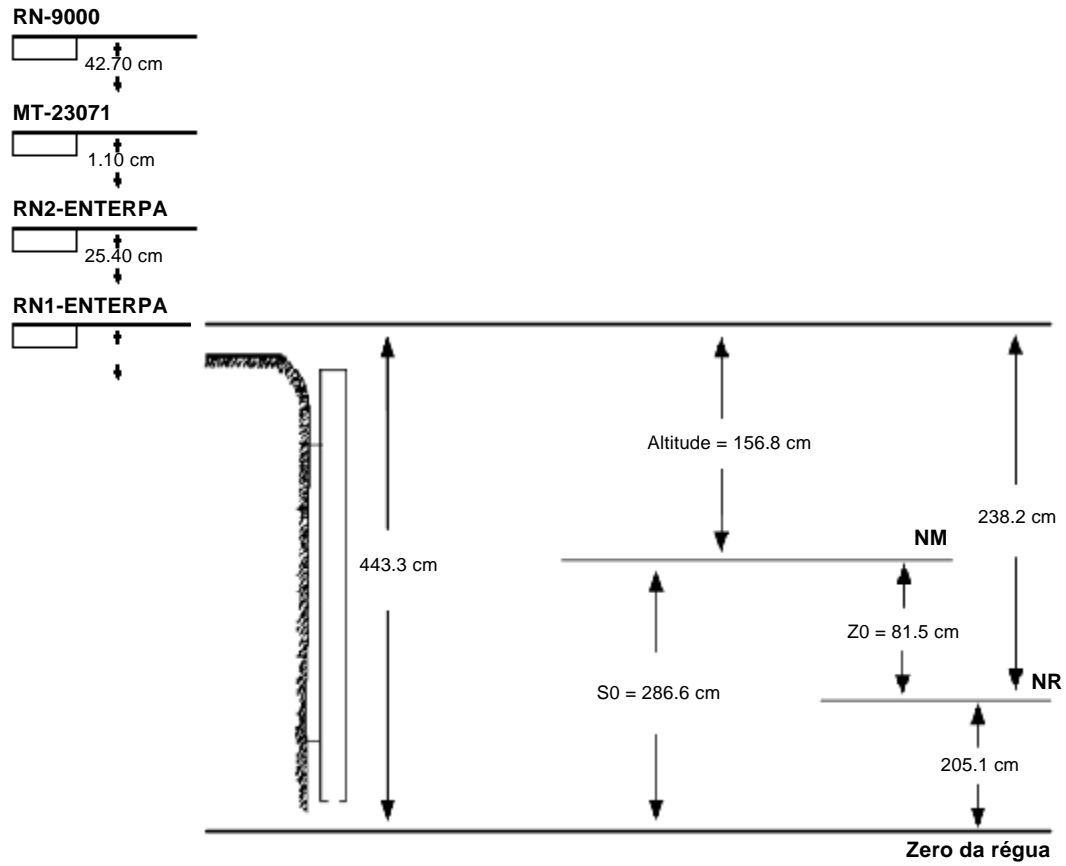 RN-9000
42.70 cm
MT-23071
1.10 cm
RN2-ENTERPA
25.40 cm
RN1-ENTERPA
Altitude = 156.8 cm
238.2 cm
NM
443.3 cm
Z0 = 81.5 cm
NR
S0 = 286.6 cm
205.1 cm
Zero da régua